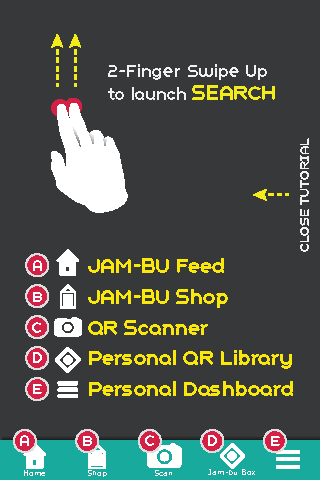 2-Finger Swipe Up
to launch SEARCH
CLOSE TUTORIAL
A JAM-BU Feed
B JAM-BU Shop
C QR Scanner
D Personal QR Library
E Personal Dashboard
A B C D E
Home Shop Scan Jam-bu Box